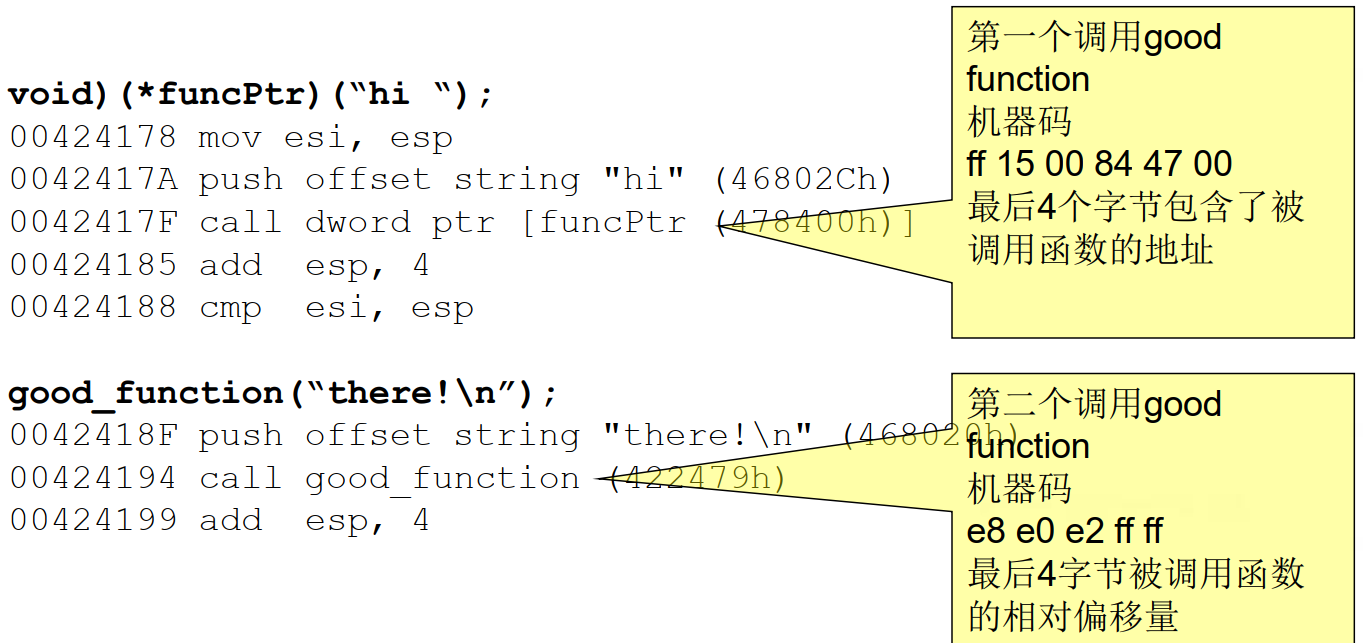 void)(*funcPtr)(“hi “);
00424178 mov esi, esp
0042417A push offset string "hi" (46802Ch)
0042417F call dword ptr [funcPtr (478400h)]
00424185 add esp, 4
00424188 cmp esi, esp
第一个调用good
function
机器码
ff 15 00 84 47 00
最后4个字节包含了被
调用函数的地址
good_function(“there!\n”);
0042418F push offset string "there!\n" (468020h)
00424194 call good_function (422479h)
00424199 add esp, 4
第二个调用good
function
机器码
e8 e0 e2 ff ff
最后4字节被调用函数
的相对偏移量